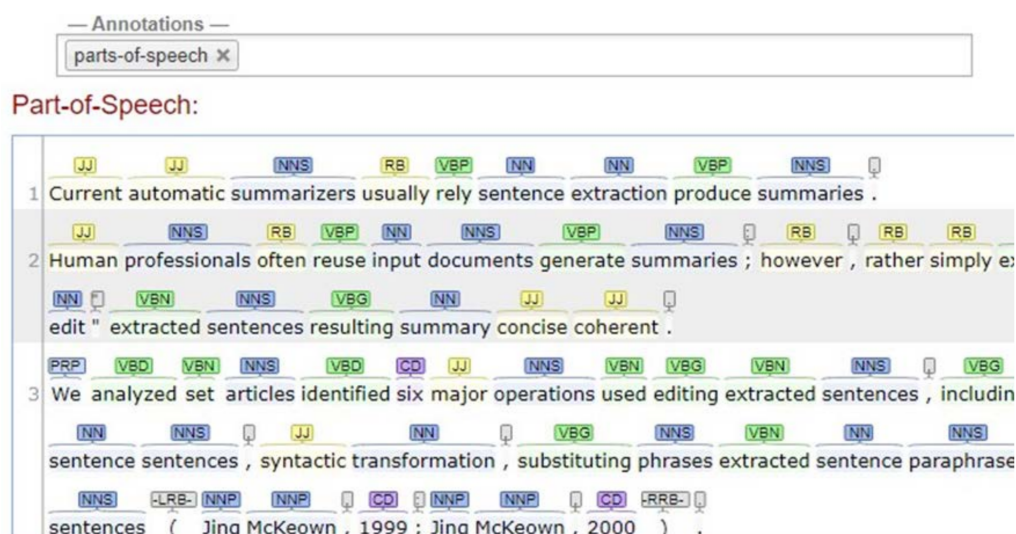 — Annotations —
parts-of-speech ×
Part-of-Speech:
JJ JJ NNS RB VBP NN NN VBP NNS .
1 Current automatic summarizers usually rely sentence extraction produce summaries .
JJ NNS RB VBP NN NNS VBP NNS : RB , RB RB
2 Human professionals often reuse input documents generate summaries ; however , rather simply ex
NN " VBN NNS VBG NN JJ JJ .
edit " extracted sentences resulting summary concise coherent .
PRP VBD VBN NNS VBD CD JJ NNS VBN VBG VBN NNS , VBG
3 We analyzed set articles identified six major operations used editing extracted sentences , includin
NN NNS , JJ NN , VBG NNS VBN NN NNS
sentence sentences , syntactic transformation , substituting phrases extracted sentence paraphrase
NNS -LRB- NNP NNP , CD : NNP NNP , CD -RRB- .
sentences ( Jing McKeown , 1999 ; Jing McKeown , 2000 ) .